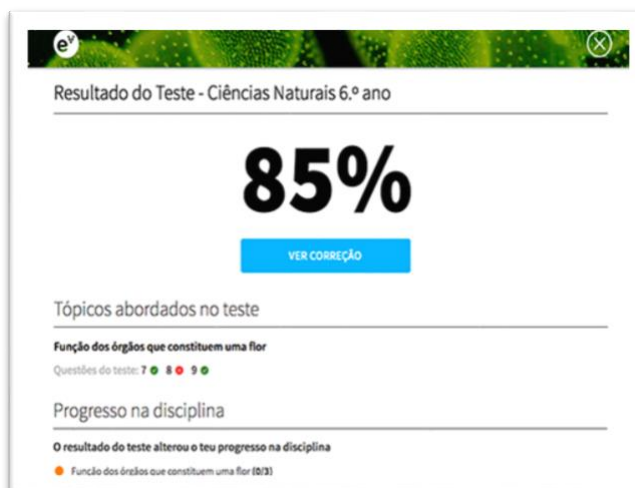 ev
Resultado do Teste - Ciências Naturais 6.º ano
85%
VER CORREÇÃO
Tópicos abordados no teste
Função dos órgãos que constituem uma flor
Questões do teste: 7 8 9
Progresso na disciplina
O resultado do teste alterou o teu progresso na disciplina
Função dos órgãos que constituem uma flor (0/3)